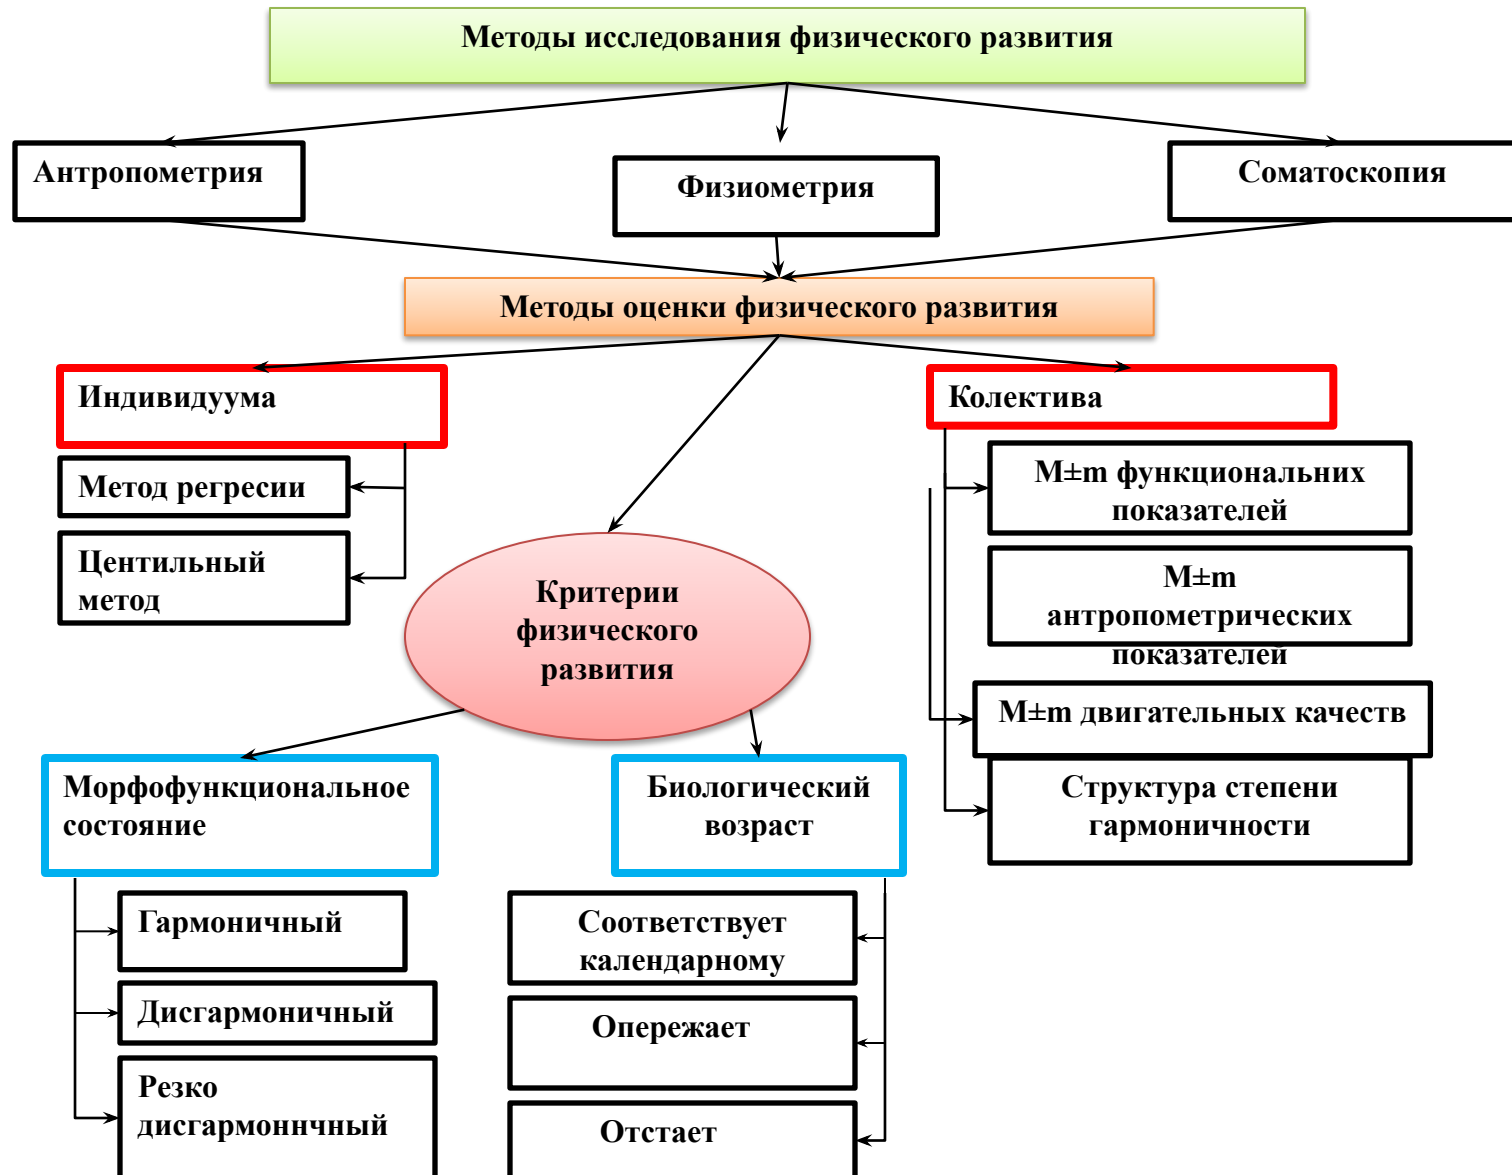 Методы исследования физического развития
Антропометрия
Физиометрия
Соматоскопия
Методы оценки физического развития
Индивидуума
Метод регресии
Центильный
метод
Колектива
M±m функциональних
показателей
M±m
антропометрических
показателей
M±m двигательных качеств
Структура степени
гармоничности
Критерии
физического
развития
Морфофункциональное
состояние
Гармоничный
Дисгармоничный
Резко
дисгармоннчный
Биологический
возраст
Соответствует
календарному
Опережает
Отстает